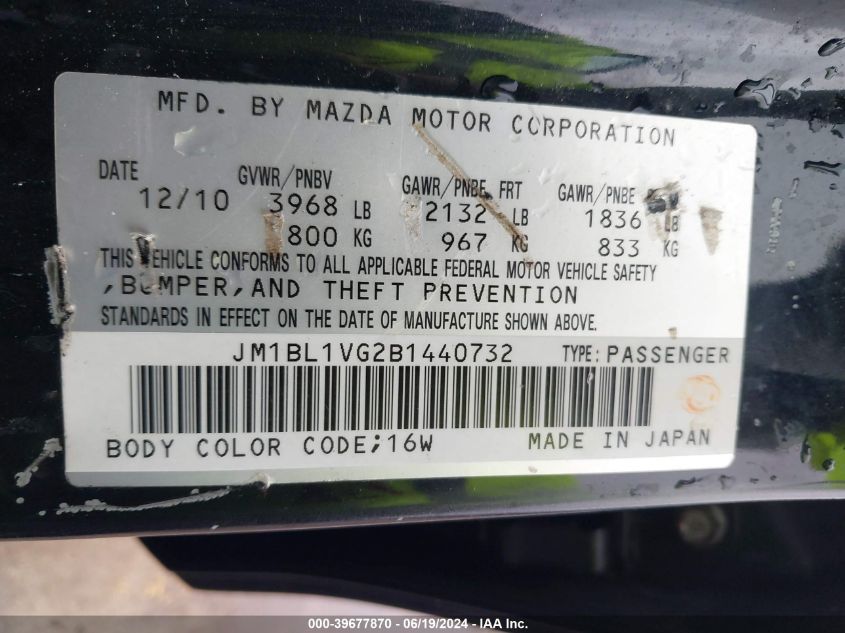 MFD. BY MAZDA MOTOR CORPORATION
DATE GVWR/PNBV GAWR/PNBE FRT GAWR/PNBE
12/10 3968 LB 2132 LB 1836 LB
800 KG 967 KG 833 KG
THIS VEHICLE CONFORMS TO ALL APPLICABLE FEDERAL MOTOR VEHICLE SAFETY
,BUMPER,AND THEFT PREVENTION
STANDARDS IN EFFECT ON THE DATE OF MANUFACTURE SHOWN ABOVE.
JM1BL1VG2B1440732 TYPE: PASSENGER
BODY COLOR CODE;16W MADE IN JAPAN
000-39677870 - 06/19/2024 - IAA Inc.